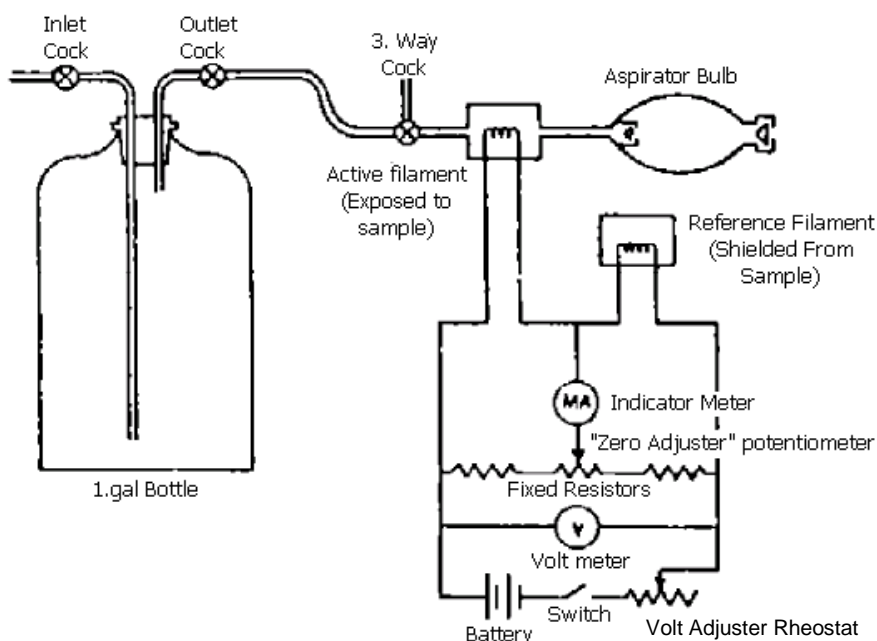 Inlet
Cock
Outlet
Cock
3. Way
Cock
Aspirator Bulb
Active filament
(Exposed to
sample)
Reference Filament
(Shielded From
Sample)
MA
Indicator Meter
"Zero Adjuster" potentiometer
Fixed Resistors
1.gal Bottle
V
Volt meter
Switch
Battery
Volt Adjuster Rheostat